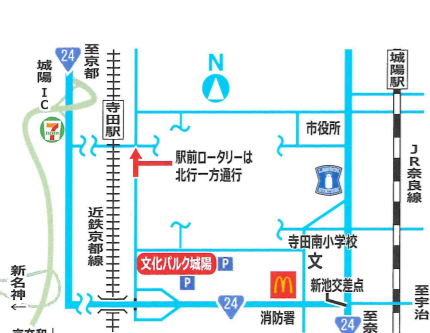 24
至京都
城陽IC
寺田駅
N
城陽駅
市役所
駅前ロータリーは
北行一方通行
LAWSON
JR奈良線
近鉄京都線
寺田南小学校
文
文化パルク城陽
P
P
新池交差点
新名神
←
24
消防署
24
至宇治
至奈